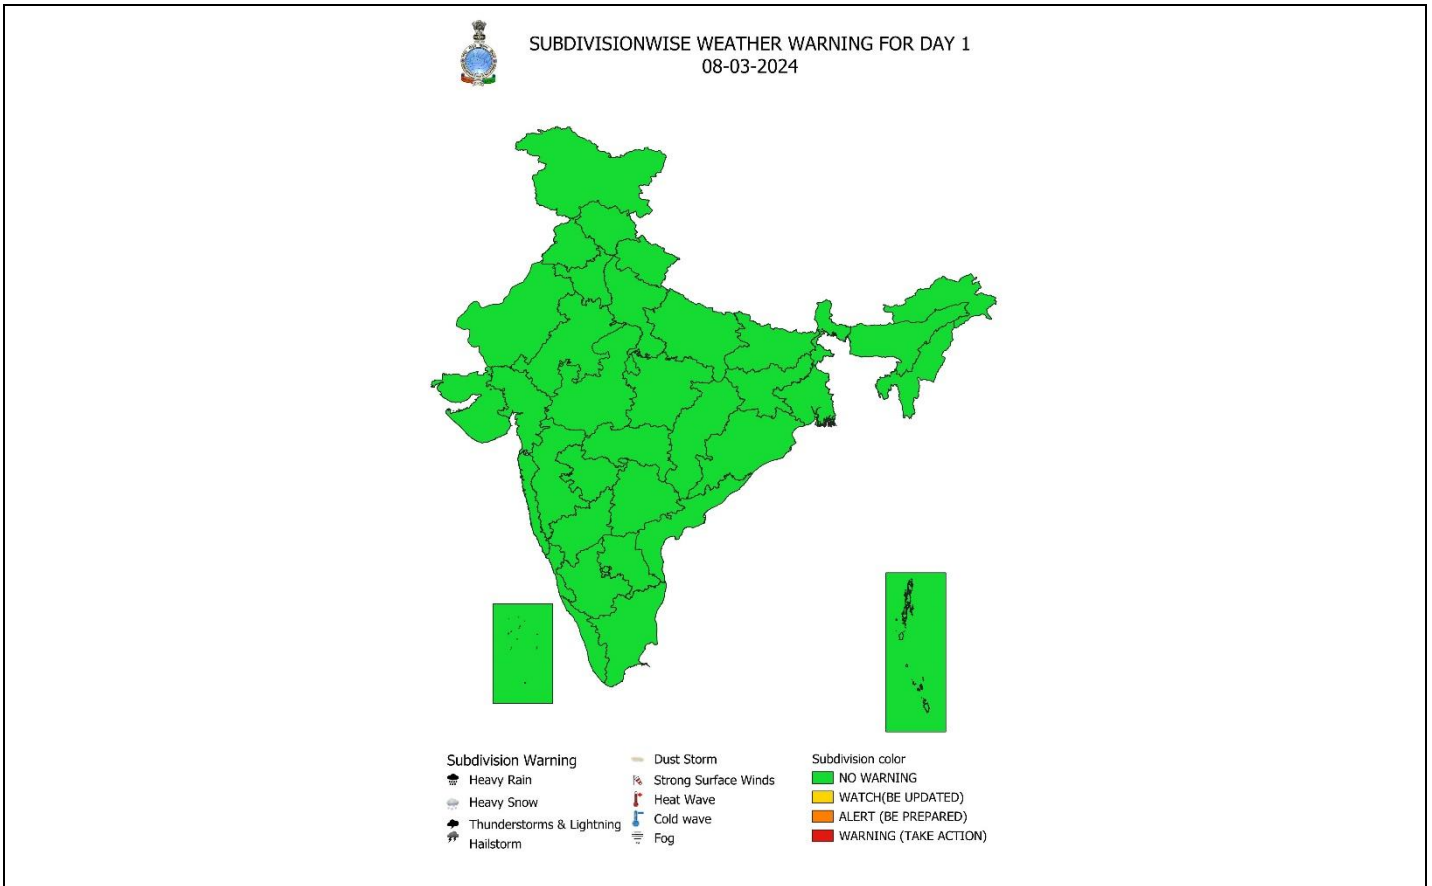 SUBDIVISIONWISE WEATHER WARNING FOR DAY 1
08-03-2024
Subdivision Warning
Heavy Rain
Heavy Snow
Thunderstorms & Lightning
Hailstorm
Dust Storm
Strong Surface Winds
Heat Wave
Cold wave
Fog
Subdivision color
NO WARNING
WATCH(BE UPDATED)
ALERT (BE PREPARED)
WARNING (TAKE ACTION)